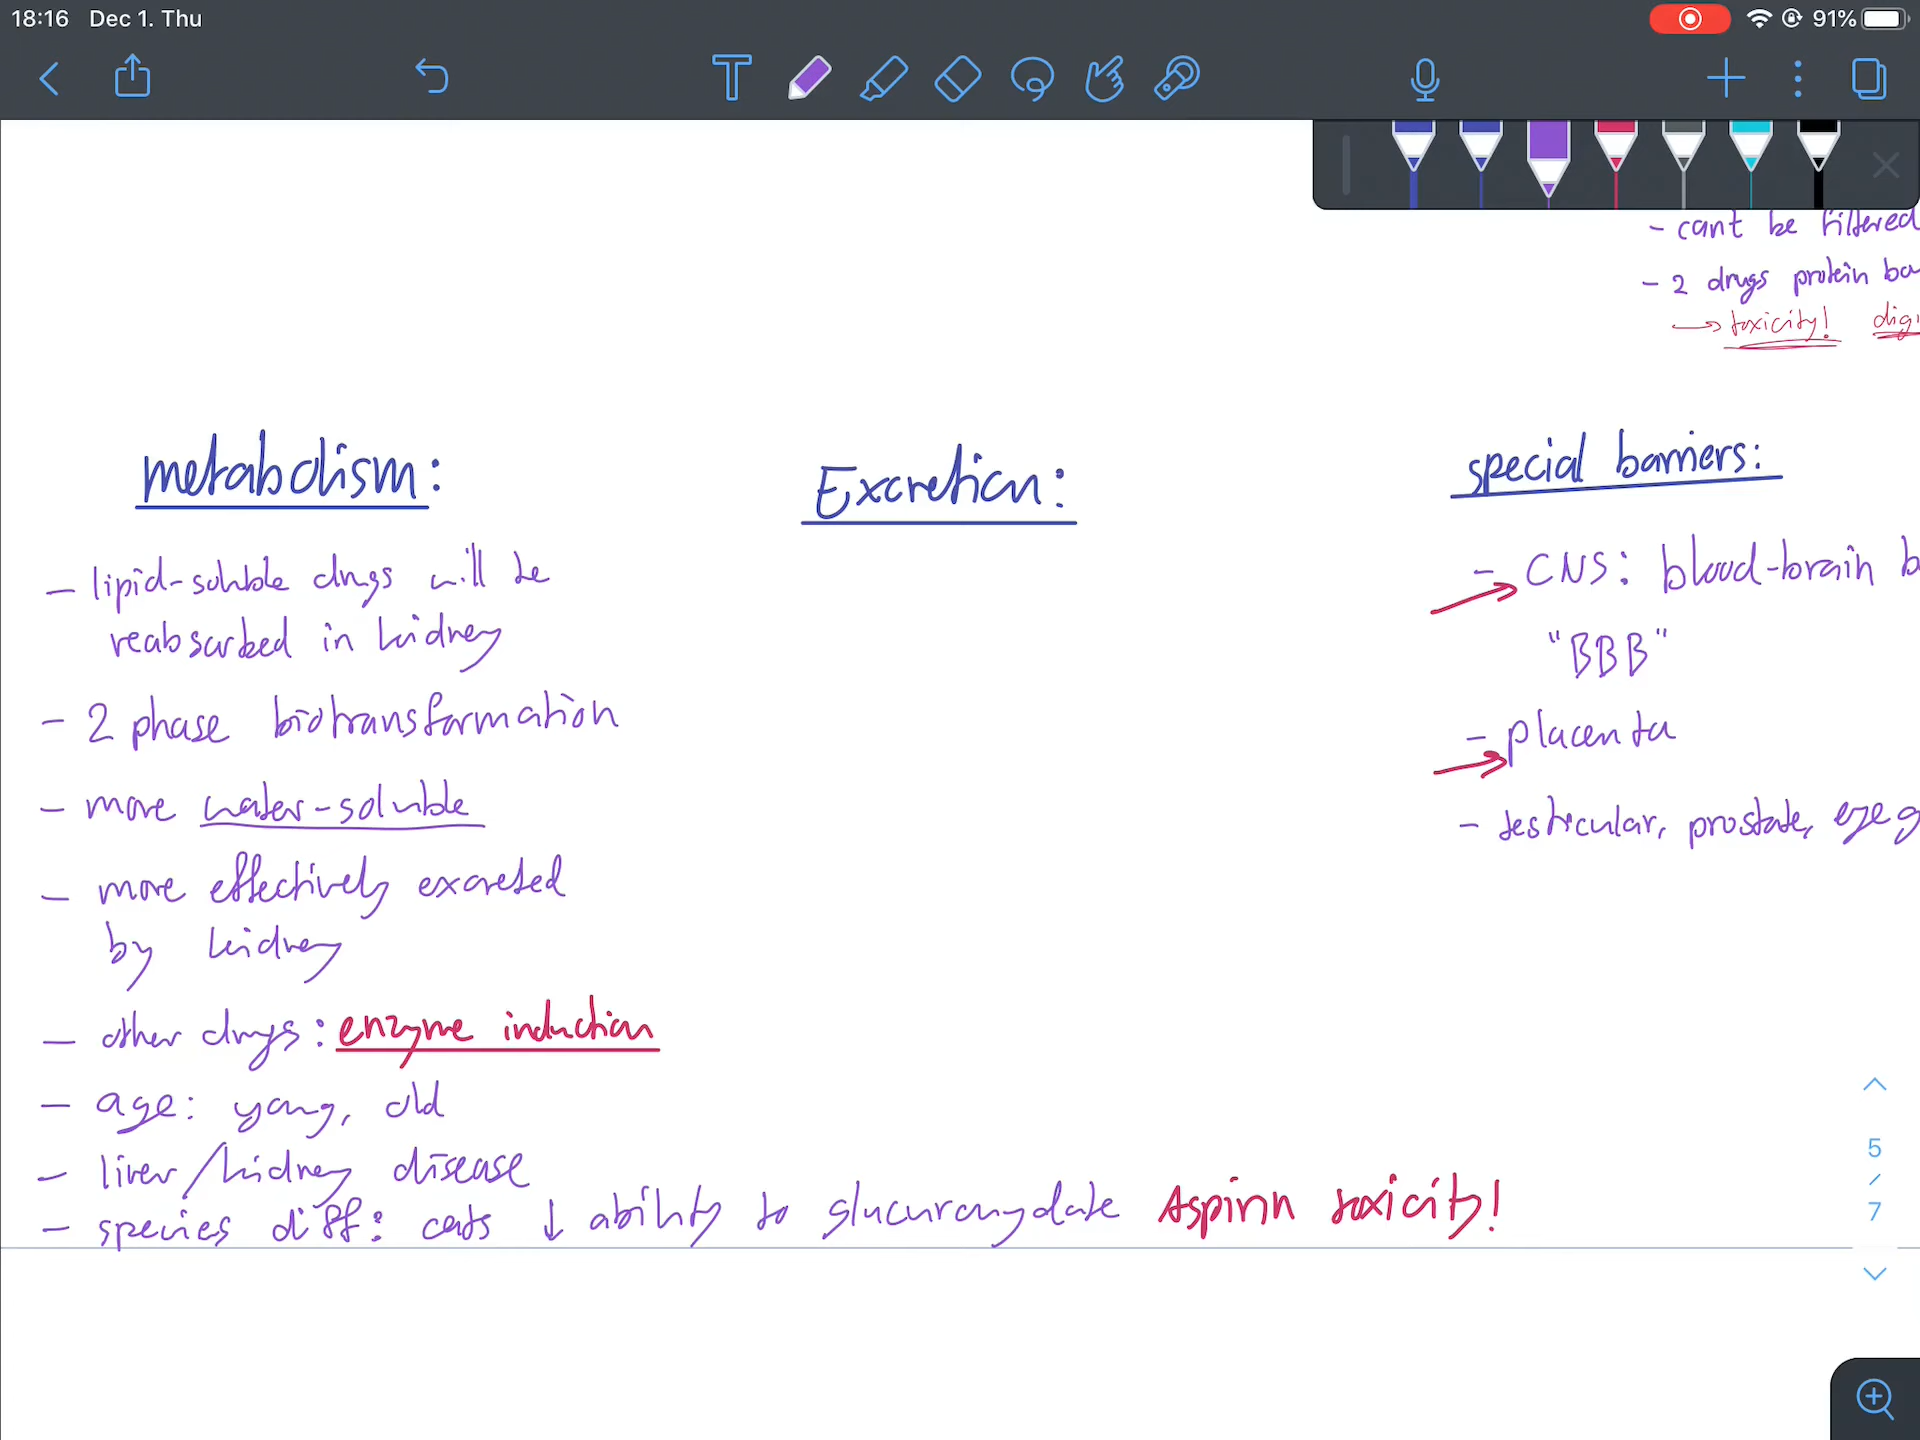 18:16 Dec 1. Thu
91%
- cant be filtered
- 2 drugs protein bo
→ toxicity! digi
metabolism:
- lipid-soluble drugs will be
reabsorbed in kidney
- 2 phase biotransformation
- more water-soluble
- more effectively excreted
by kidney
- other drugs: enzyme induction
- age: yong, old
- liver/kidney disease
- species diff: cats ↓ ability to glucuronydate Aspirin toxicity!
Excretion:
special barriers:
- CNS: blood-brain b
"BBB"
- placenta
- testicular, prostate, eye g
5
/
7